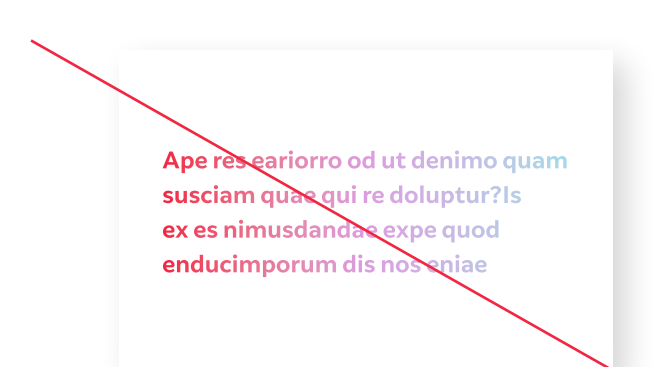 Ape res eariorro od ut denimo quam
susciam quae qui re doluptur?Is
ex es nimusdandae expe quod
enducimporum dis nos eniae